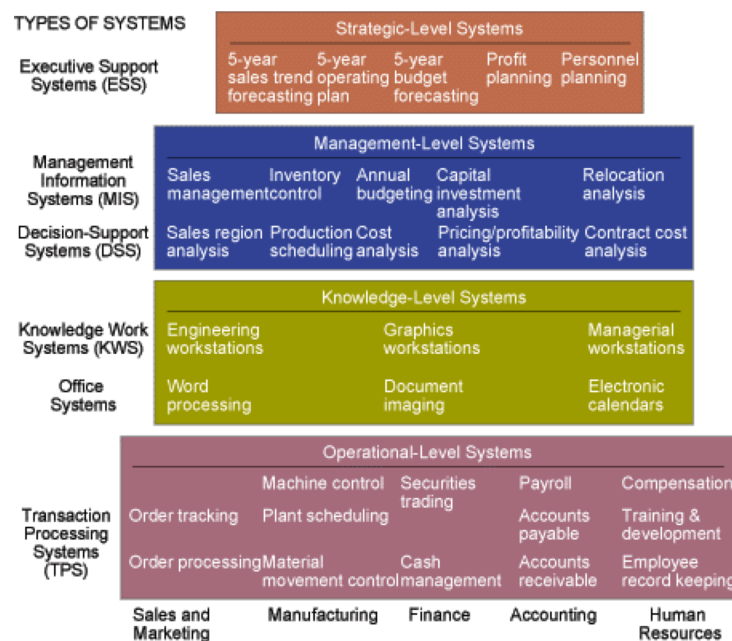 TYPES OF SYSTEMS
Strategic-Level Systems
Executive Support
Systems (ESS)
5-year 5-year 5-year Profit Personnel
sales trend operating budget planning planning
forecasting plan forecasting
Management-Level Systems
Management
Information
Systems (MIS)
Sales Inventory Annual Capital Relocation
management control budgeting investment analysis
analysis
Decision-Support
Systems (DSS)
Sales region Production Cost Pricing/profitability Contract cost
analysis scheduling analysis analysis analysis
Knowledge-Level Systems
Knowledge Work
Systems (KWS)
Engineering Graphics Managerial
workstations workstations workstations
Office
Systems
Word Document Electronic
processing imaging calendars
Operational-Level Systems
Transaction
Processing
Systems
(TPS)
Machine control Securities Payroll Compensation
trading
Order tracking Plant scheduling Accounts Training &
payable development
Order processing Material Cash Accounts Employee
movement control management receivable record keeping
Sales and Manufacturing Finance Accounting Human
Marketing Resources